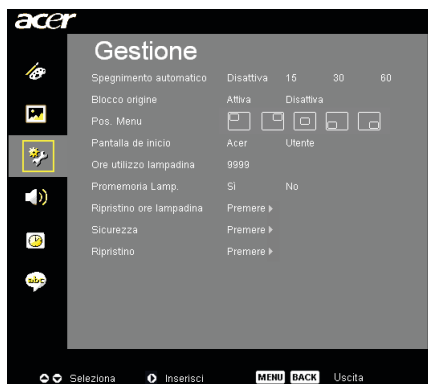 acer
Gestione
Spegnimento automatico Disattiva 15 30 60
Blocco origine Attiva Disattiva
Pos. Menu
Pantalla de inicio Acer Utente
Ore utilizzo lampadina 9999
Promemoria Lamp. Sì No
Ripristino ore lampadina Premere
Sicurezza Premere
Ripristino Premere
abc
Seleziona Inserisci MENU BACK Uscita